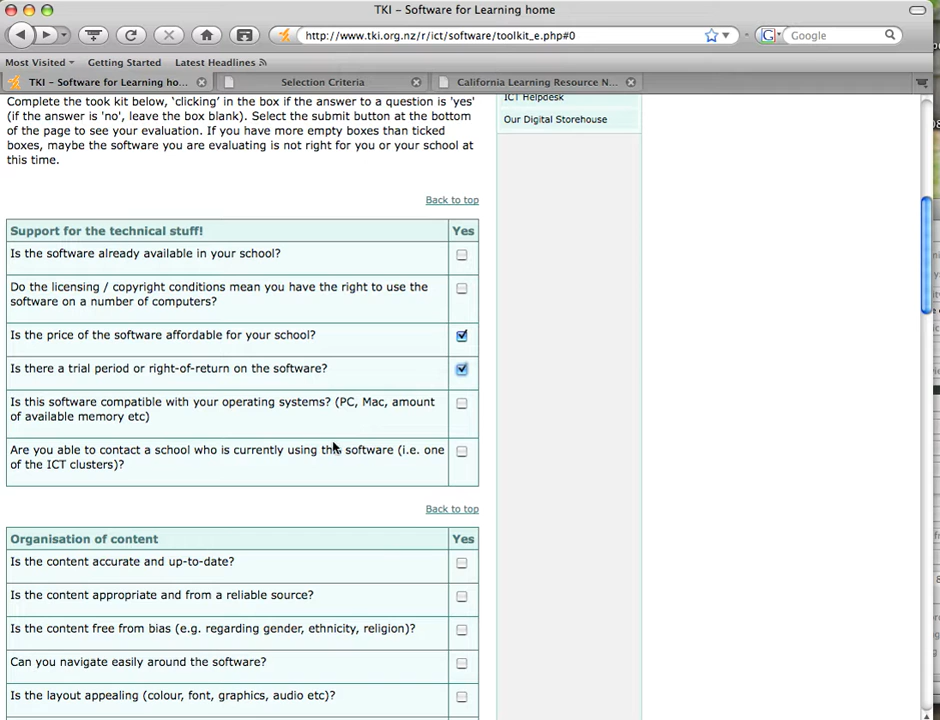 TKI – Software for Learning home
http://www.tki.org.nz/r/ict/software/toolkit_e.php#0
Google
Most Visited
Getting Started
Latest Headlines
TKI – Software for Learning ho...
Selection Criteria
California Learning Resource N...
Complete the took kit below, ‘clicking’ in the box if the answer to a question is ‘yes’
(if the answer is ‘no’, leave the box blank). Select the submit button at the bottom
of the page to see your evaluation. If you have more empty boxes than ticked
boxes, maybe the software you are evaluating is not right for you or your school at
this time.
ICT Helpdesk
Our Digital Storehouse
Back to top
Support for the technical stuff! Yes
Is the software already available in your school?
Do the licensing / copyright conditions mean you have the right to use the
software on a number of computers?
Is the price of the software affordable for your school?
Is there a trial period or right-of-return on the software?
Is this software compatible with your operating systems? (PC, Mac, amount
of available memory etc)
Are you able to contact a school who is currently using this software (i.e. one
of the ICT clusters)?
Back to top
Organisation of content Yes
Is the content accurate and up-to-date?
Is the content appropriate and from a reliable source?
Is the content free from bias (e.g. regarding gender, ethnicity, religion)?
Can you navigate easily around the software?
Is the layout appealing (colour, font, graphics, audio etc)?